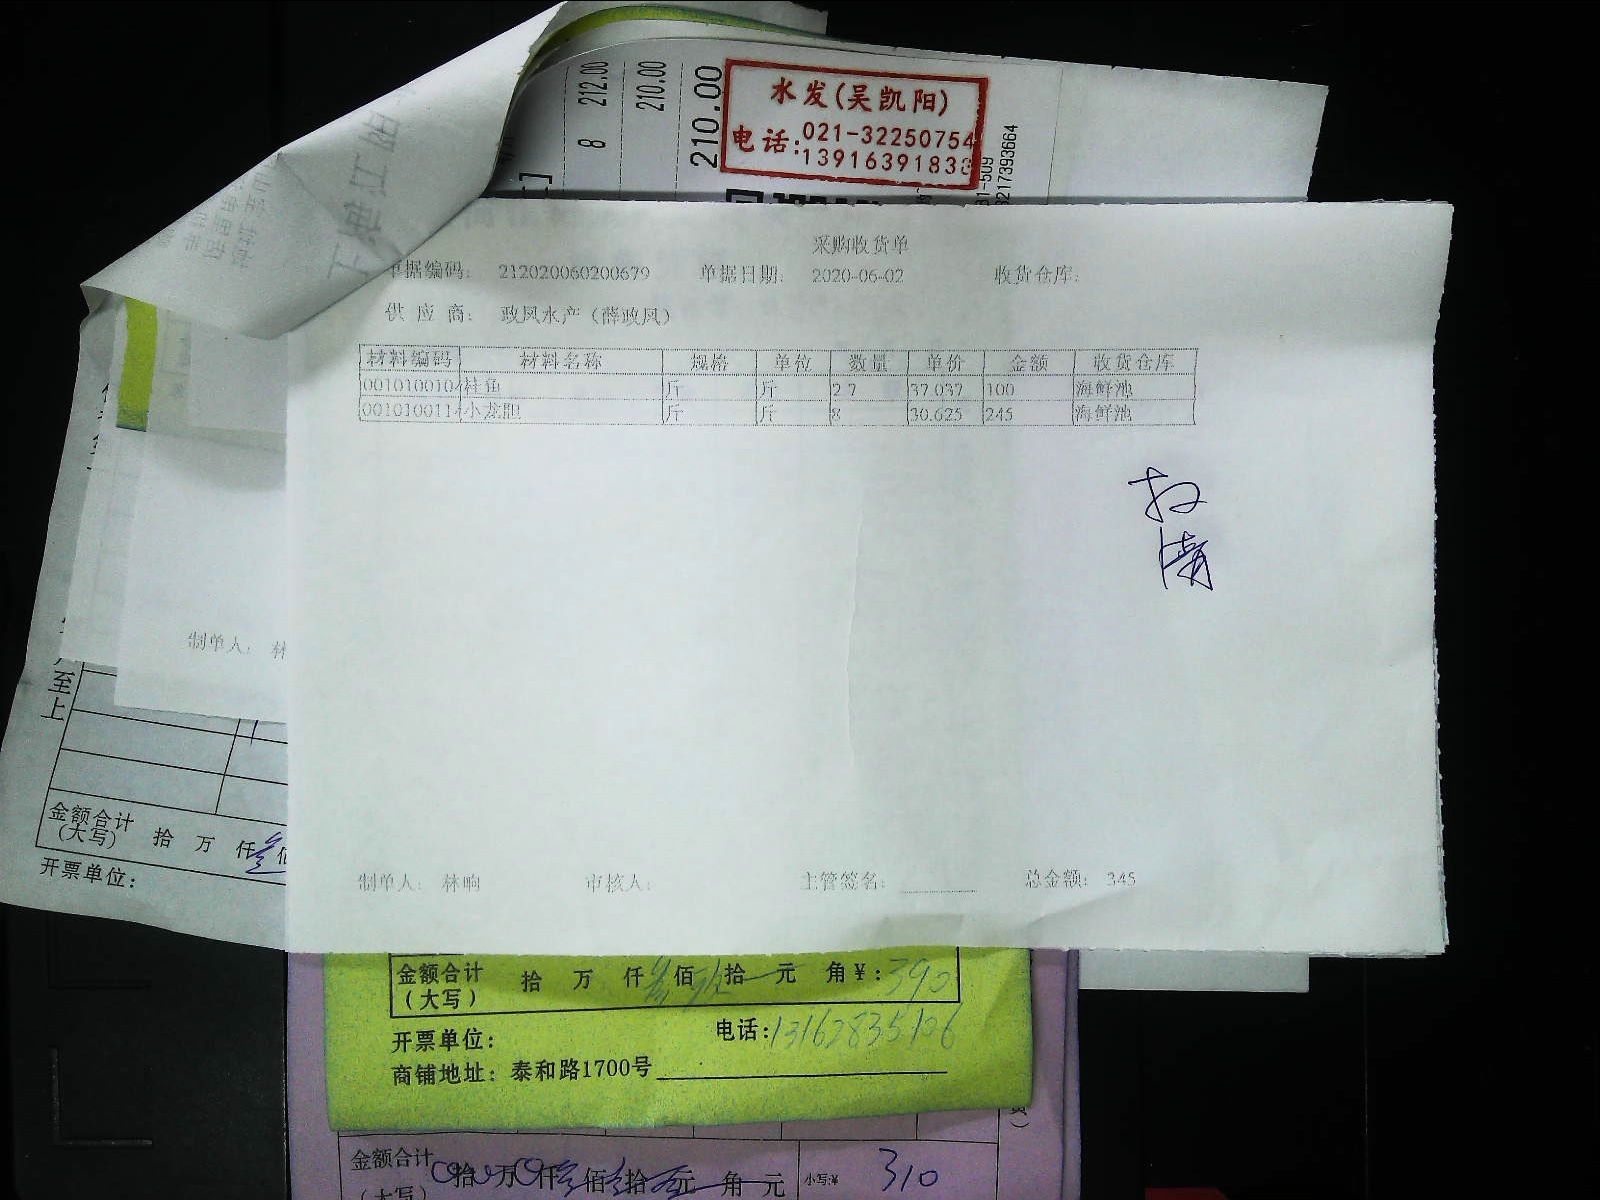 212.00
8
210.00
210.00
水发(吴凯阳)
电话:021-32250754
1391639183
采购收货单
单据编码: 212020060200679 单据日期: 2020-06-02 收货仓库:
供 应 商: 政凤水产（薛政凤）
材料编码 材料名称 规格 单位 数量 单价 金额 收货仓库
001010010 桂鱼 斤 斤 2.7 37.037 100 海鲜池
001010011 小龙胆 斤 斤 8 30.625 245 海鲜池
制单人: 林
至
上
金额合计
(大写) 拾 万 仟
开票单位:
制单人: 林响 审核人: 主管签名: 总金额: 345
金额合计 拾 万 仟 佰 拾 元 角 ¥: 390
(大写)
开票单位: 电话: 13162835106
商铺地址: 泰和路1700号
金额合计 拾 万 仟 佰 拾 元 角 元 小写:¥ 310
(大写)